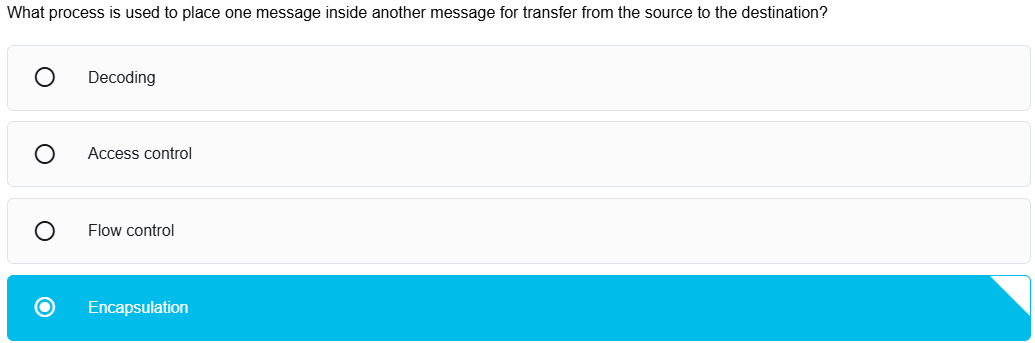 What process is used to place one message inside another message for transfer from the source to the destination?
Decoding
Access control
Flow control
Encapsulation